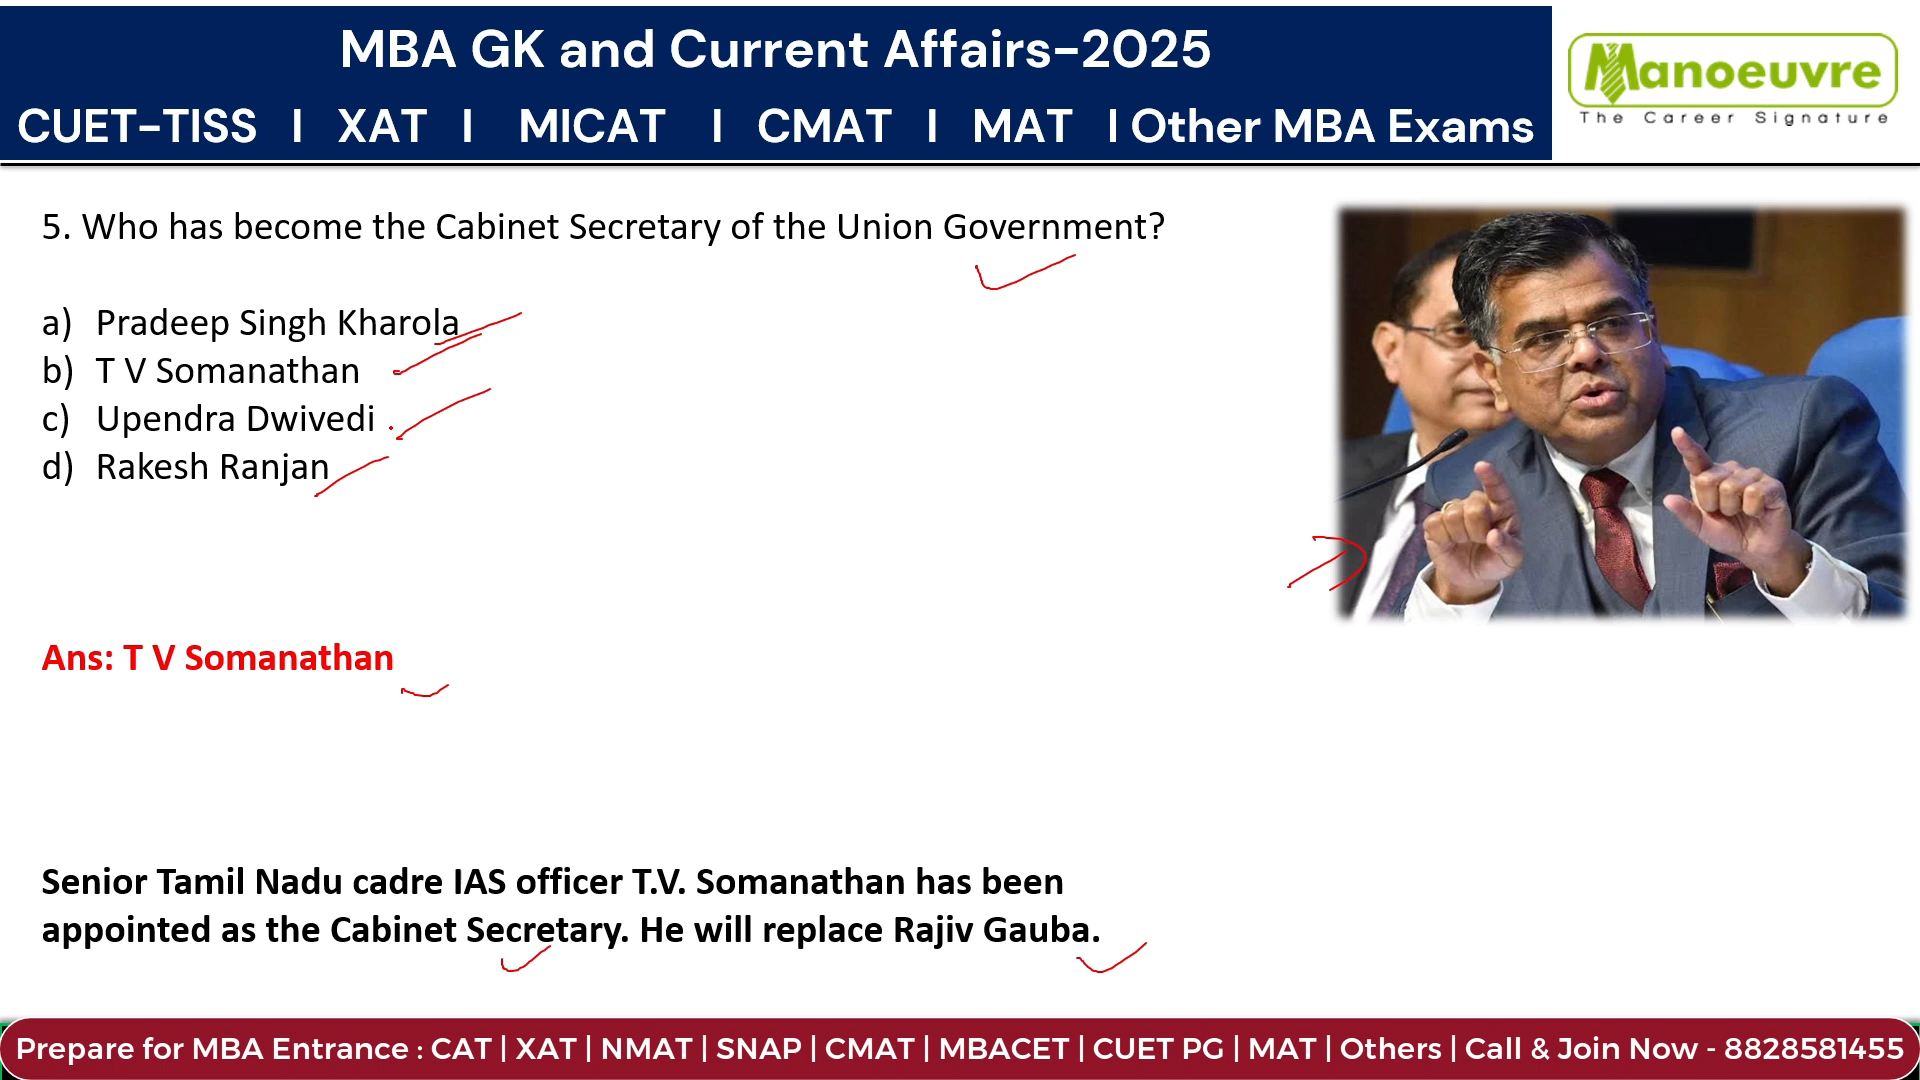 MBA GK and Current Affairs-2025
CUET-TISS I XAT I MICAT I CMAT I MAT I Other MBA Exams
Manoeuvre
The Career Signature
5. Who has become the Cabinet Secretary of the Union Government?
a) Pradeep Singh Kharola
b) T V Somanathan
c) Upendra Dwivedi
d) Rakesh Ranjan
Ans: T V Somanathan
Senior Tamil Nadu cadre IAS officer T.V. Somanathan has been
appointed as the Cabinet Secretary. He will replace Rajiv Gauba.
Prepare for MBA Entrance : CAT | XAT | NMAT | SNAP | CMAT | MBACET | CUET PG | MAT | Others | Call & Join Now - 8828581455